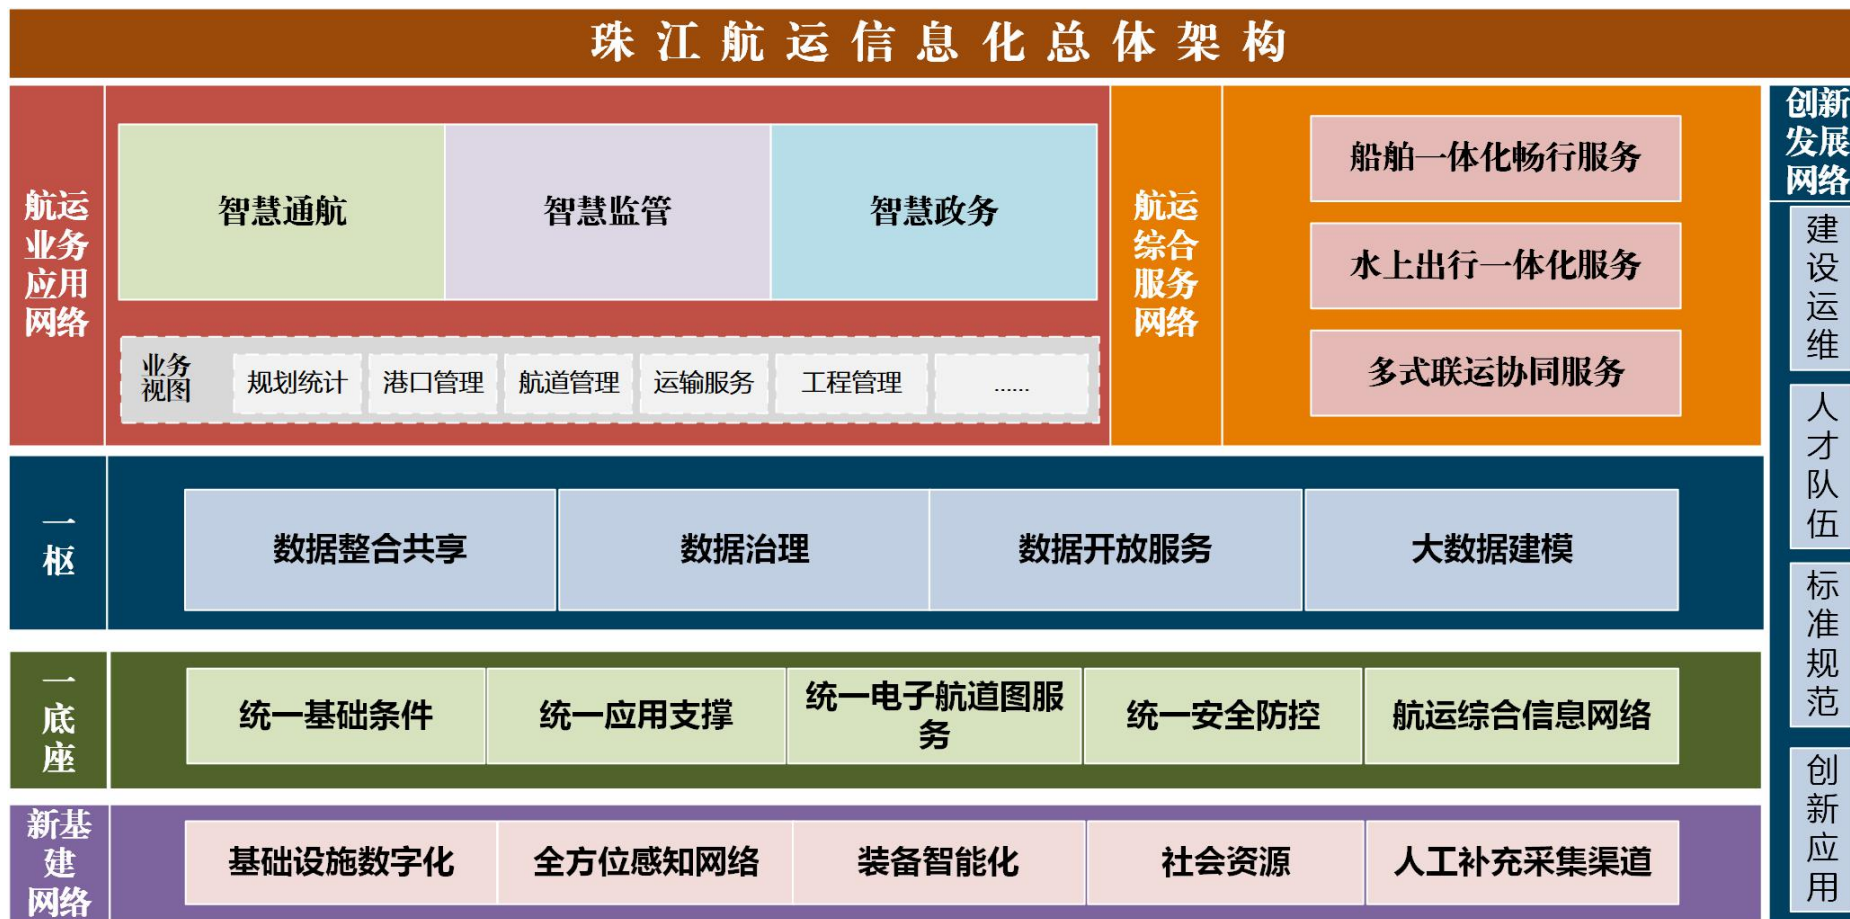 珠江航运信息化总体架构
航运
业务
应用
网络
智慧通航
智慧监管
智慧政务
业务
视图
规划统计
港口管理
航道管理
运输服务
工程管理
......
航运
综合
服务
网络
船舶一体化畅行服务
水上出行一体化服务
多式联运协同服务
一
枢
数据整合共享
数据治理
数据开放服务
大数据建模
一
底
座
统一基础条件
统一应用支撑
统一电子航道图服
务
统一安全防控
航运综合信息网络
新基
建
网络
基础设施数字化
全方位感知网络
装备智能化
社会资源
人工补充采集渠道
创新
发展
网络
建设运维
人才队伍
标准规范
创新应用